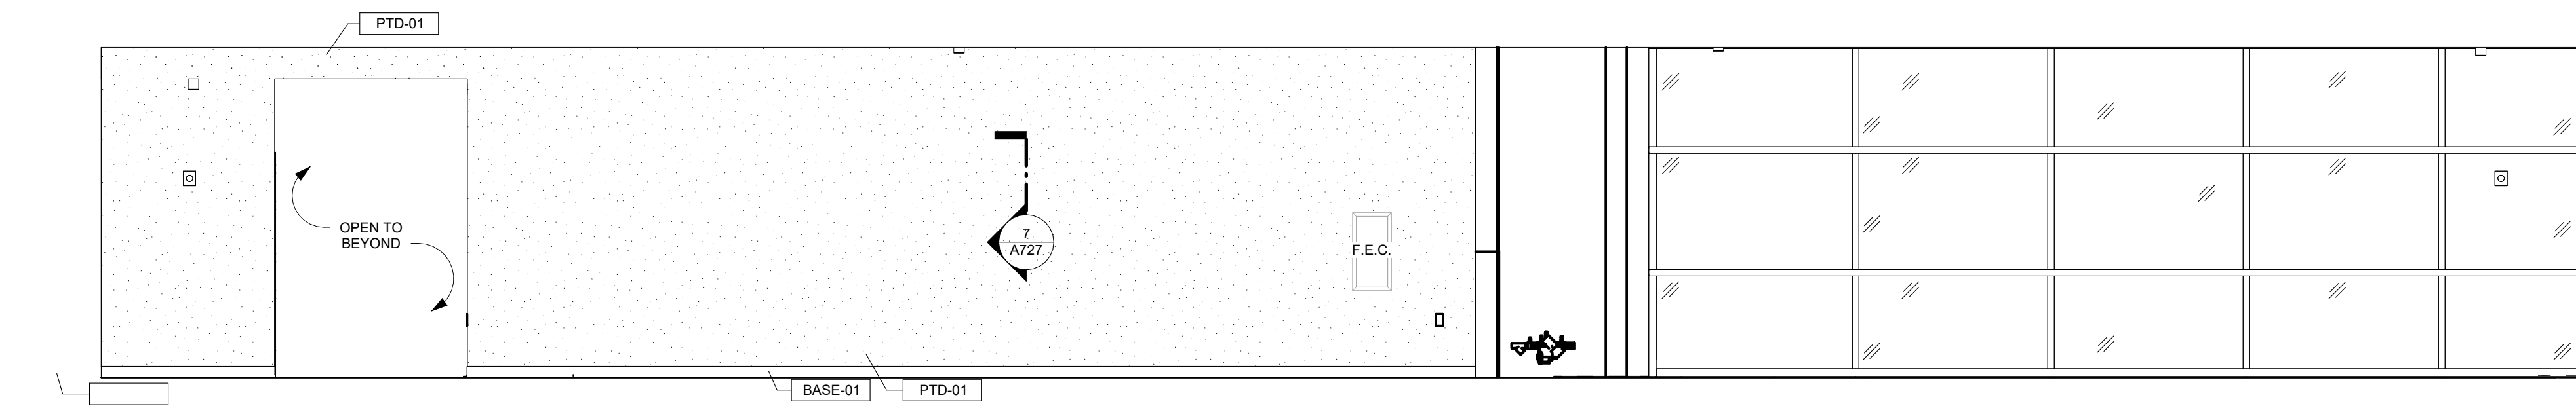 PTD-01
OPEN TO
BEYOND
7
A727
F.E.C.
BASE-01
PTD-01